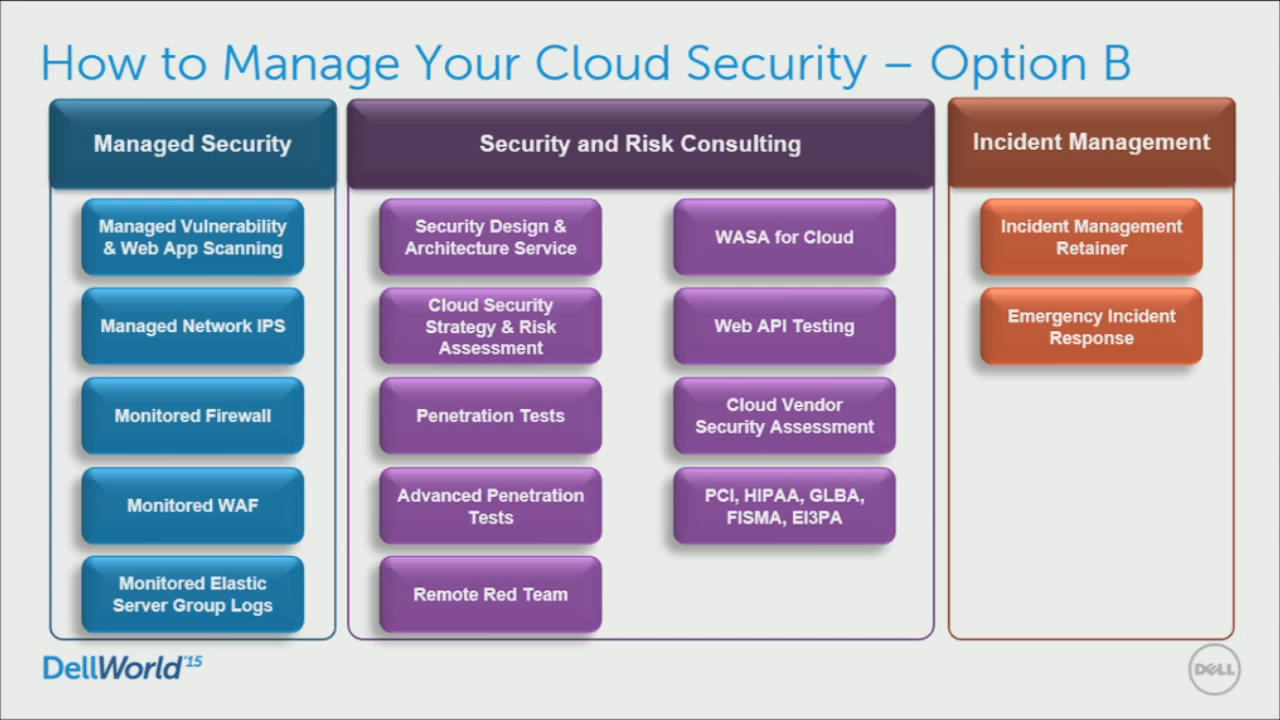 How to Manage Your Cloud Security – Option B
Managed Security
Managed Vulnerability
& Web App Scanning
Managed Network IPS
Monitored Firewall
Monitored WAF
Monitored Elastic
Server Group Logs
Security and Risk Consulting
Security Design &
Architecture Service
Cloud Security
Strategy & Risk
Assessment
Penetration Tests
Advanced Penetration
Tests
Remote Red Team
WASA for Cloud
Web API Testing
Cloud Vendor
Security Assessment
PCI, HIPAA, GLBA,
FISMA, EI3PA
Incident Management
Incident Management
Retainer
Emergency Incident
Response
DellWorld'15
DELL